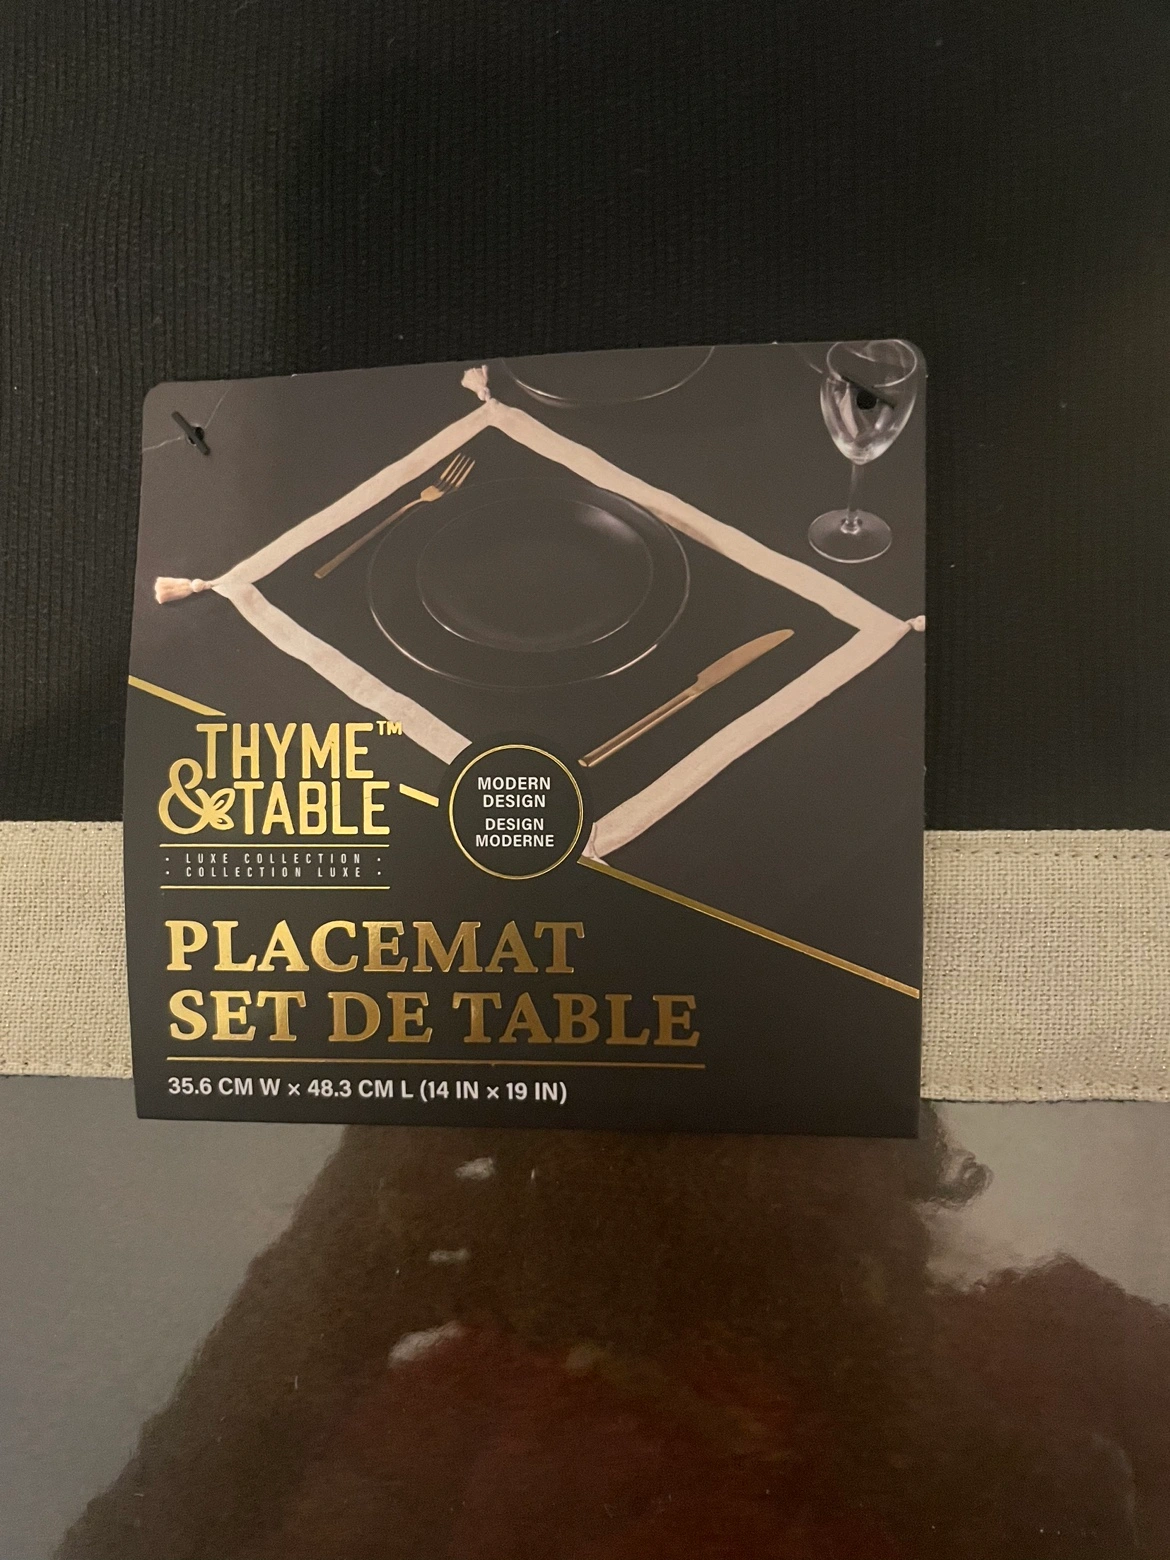 THYME™
& TABLE
· LUXE COLLECTION ·
· COLLECTION LUXE ·
MODERN
DESIGN
DESIGN
MODERNE
PLACEMAT
SET DE TABLE
35.6 CM W x 48.3 CM L (14 IN x 19 IN)